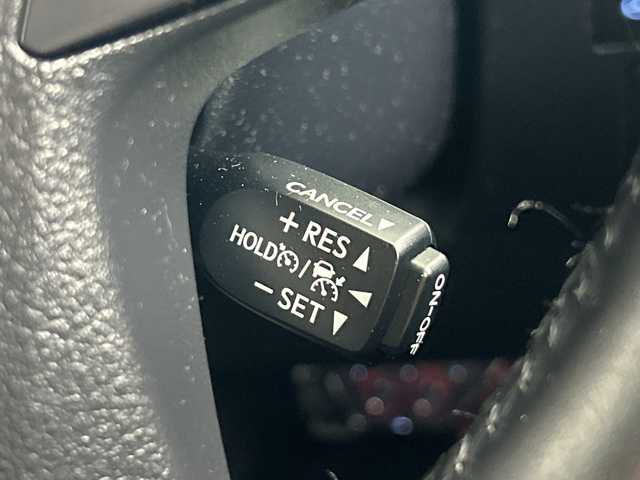 CANCEL▼
+ RES ▲
HOLD / ◀
− SET ▼
ON-OFF